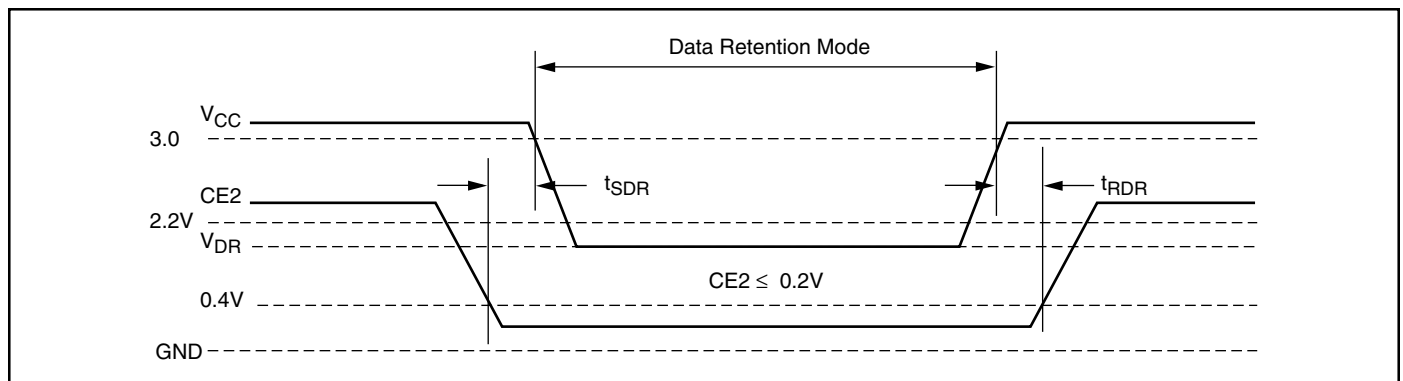 Data Retention Mode
VCC
3.0
tSDR
tRDR
CE2
2.2V
VDR
CE2 ≤ 0.2V
0.4V
GND